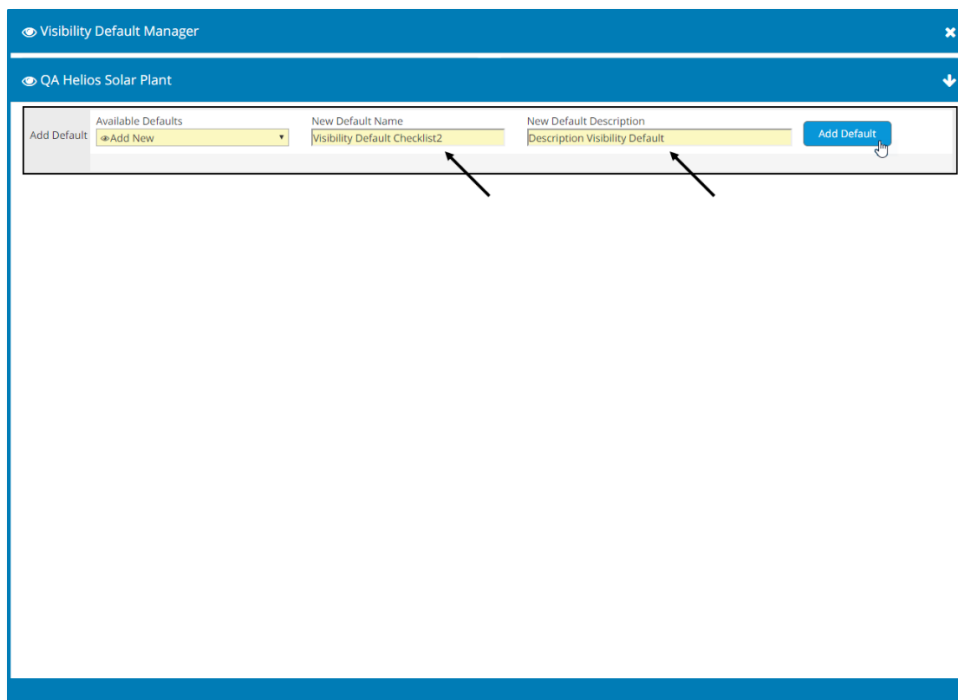 Visibility Default Manager
QA Helios Solar Plant
Add Default
Available Defaults
Add New
New Default Name
Visibility Default Checklist2
New Default Description
Description Visibility Default
Add Default